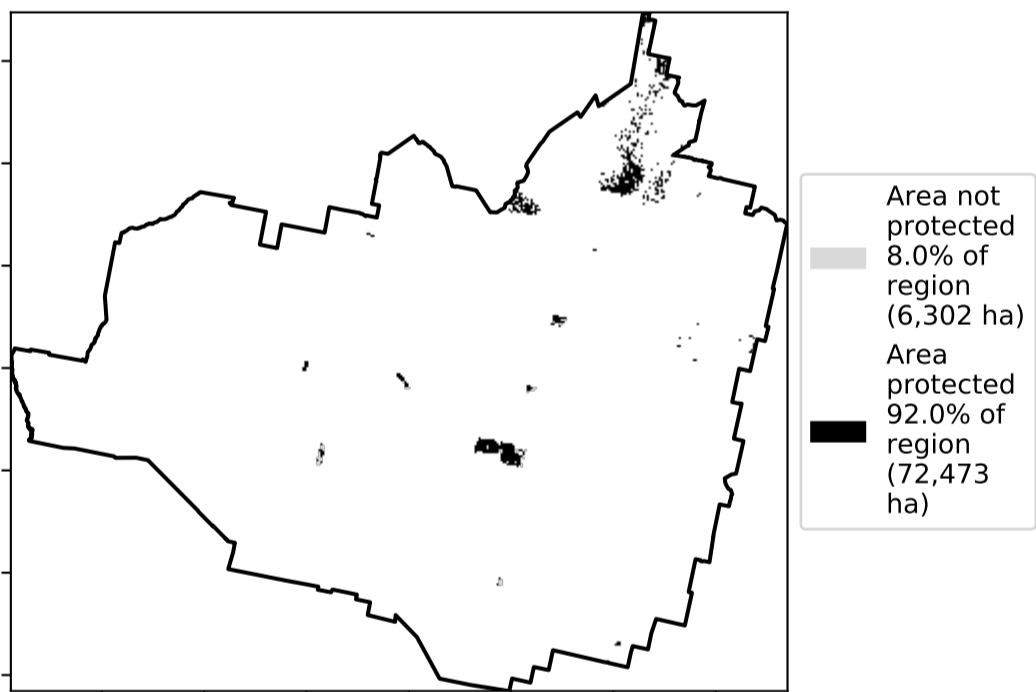 Area not
protected
8.0% of
region
(6,302 ha)
Area
protected
92.0% of
region
(72,473
ha)